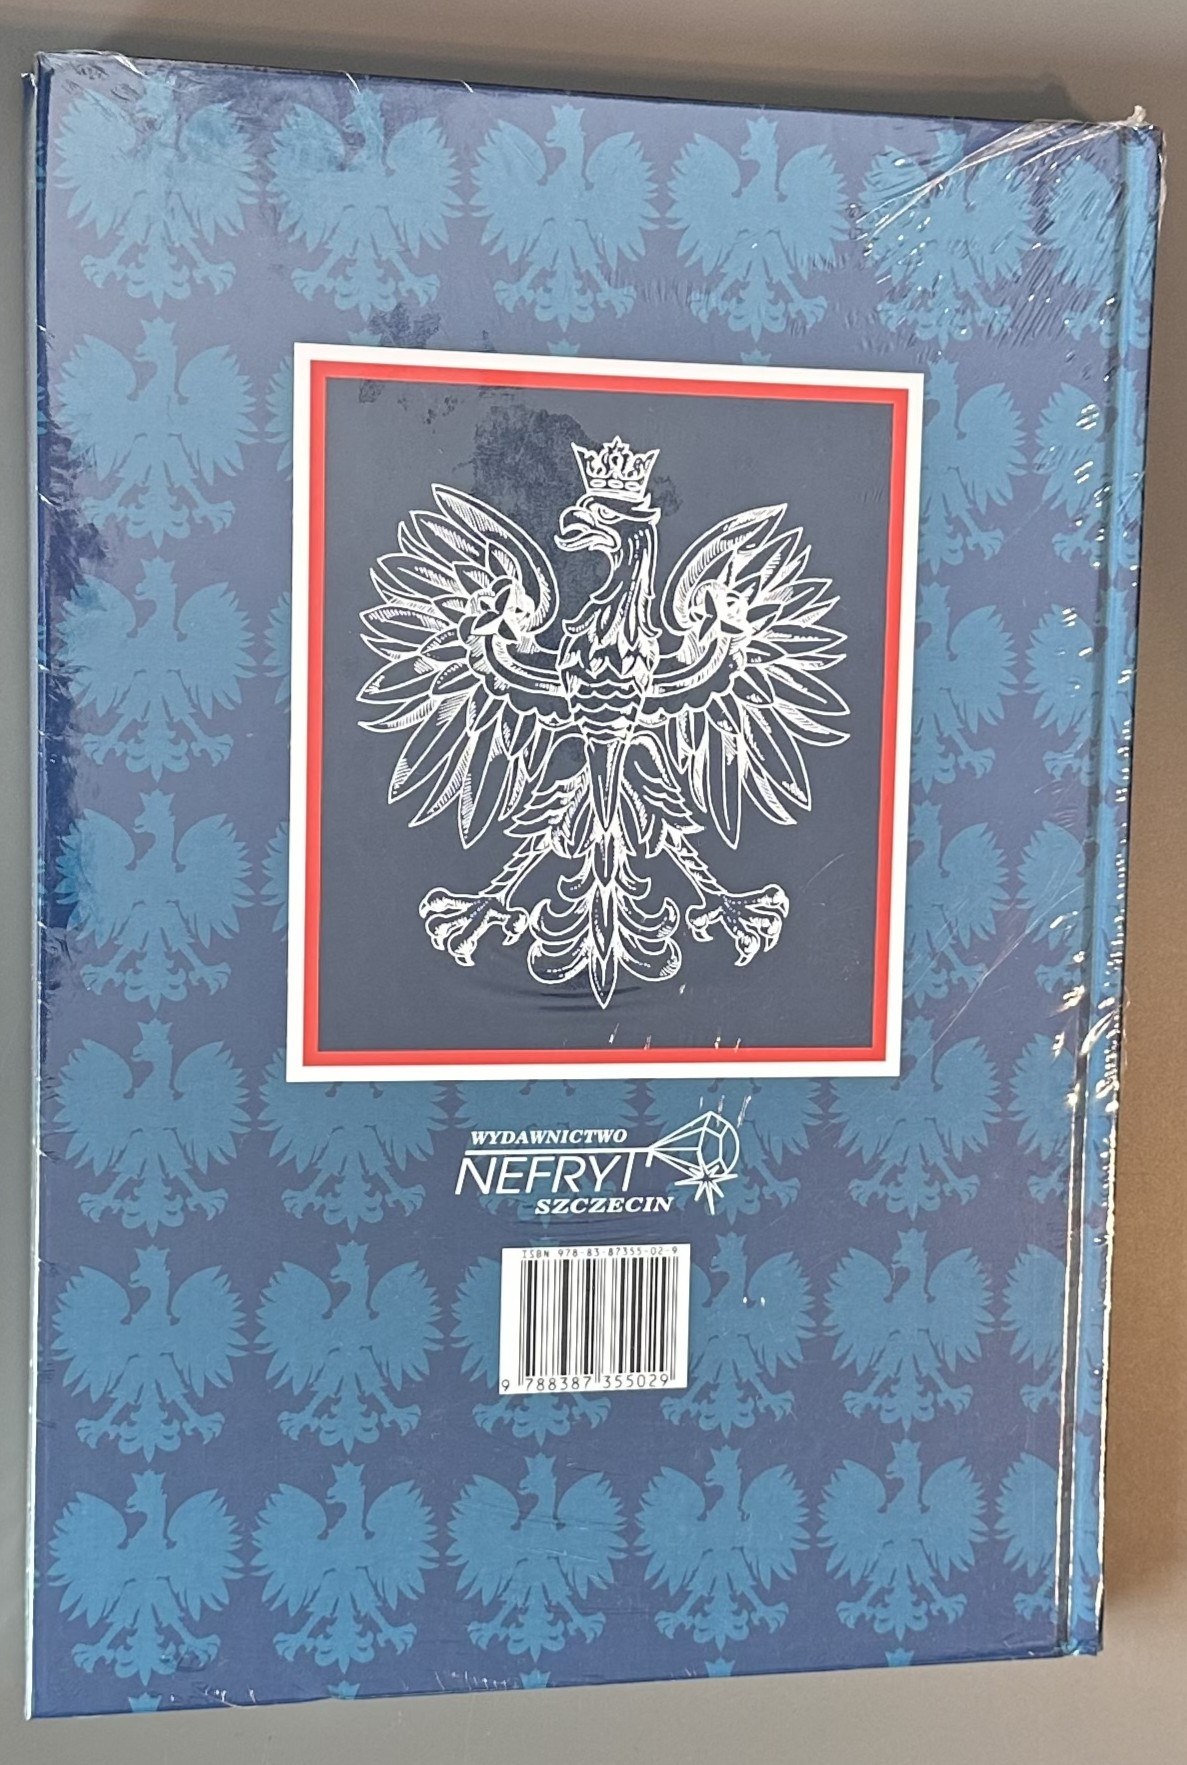 WYDAWNICTWO
NEFRYT
SZCZECIN
ISBN 978-83-87355-02-9
9 788387 355029